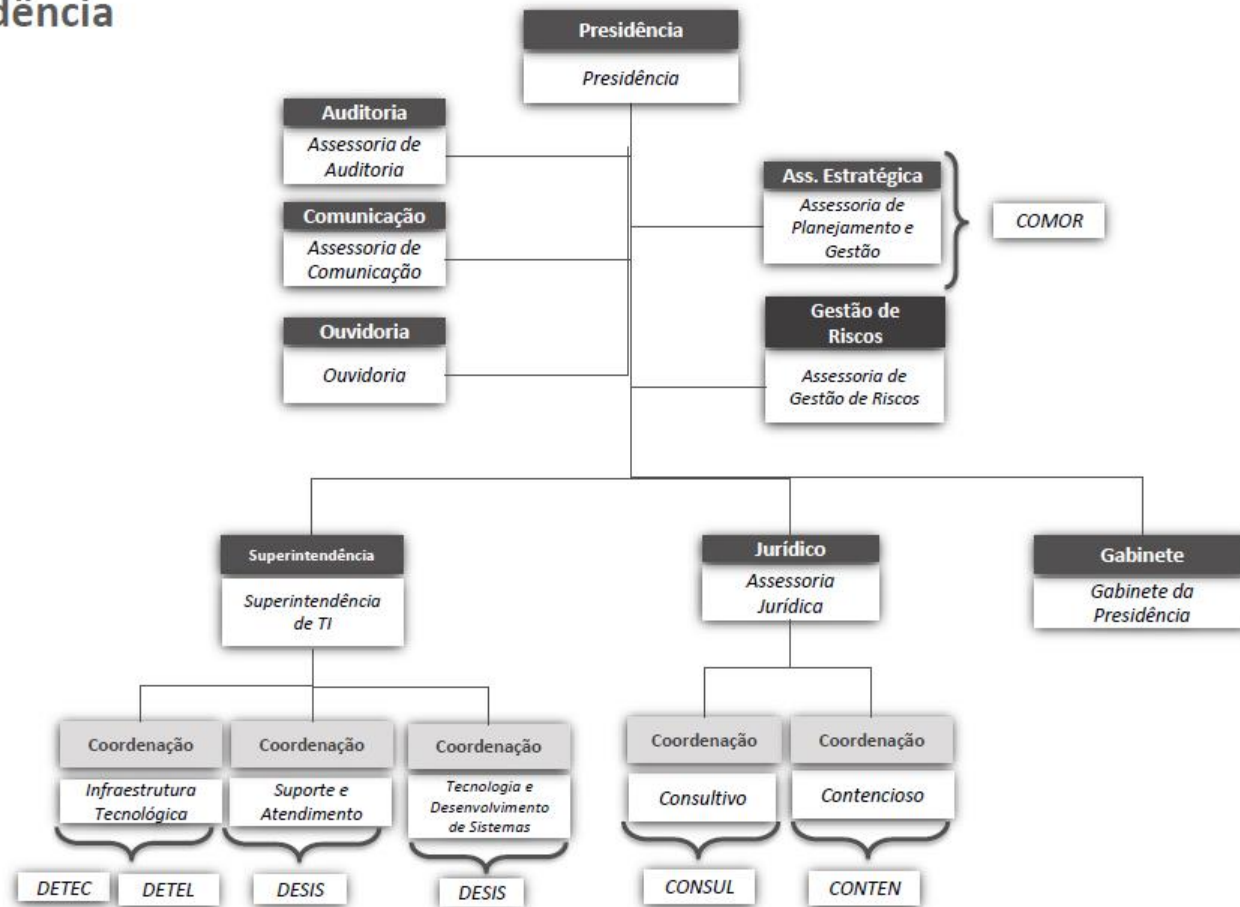 dência
Presidência
Presidência
Auditoria
Assessoria de
Auditoria
Comunicação
Assessoria de
Comunicação
Ouvidoria
Ouvidoria
Ass. Estratégica
Assessoria de
Planejamento e
Gestão
COMOR
Gestão de
Riscos
Assessoria de
Gestão de Riscos
Superintendência
Superintendência
de TI
Jurídico
Assessoria
Jurídica
Gabinete
Gabinete da
Presidência
Coordenação
Infraestrutura
Tecnológica
DETEC
DETEL
Coordenação
Suporte e
Atendimento
DESIS
Coordenação
Tecnologia e
Desenvolvimento
de Sistemas
DESIS
Coordenação
Consultivo
CONSUL
Coordenação
Contencioso
CONTEN